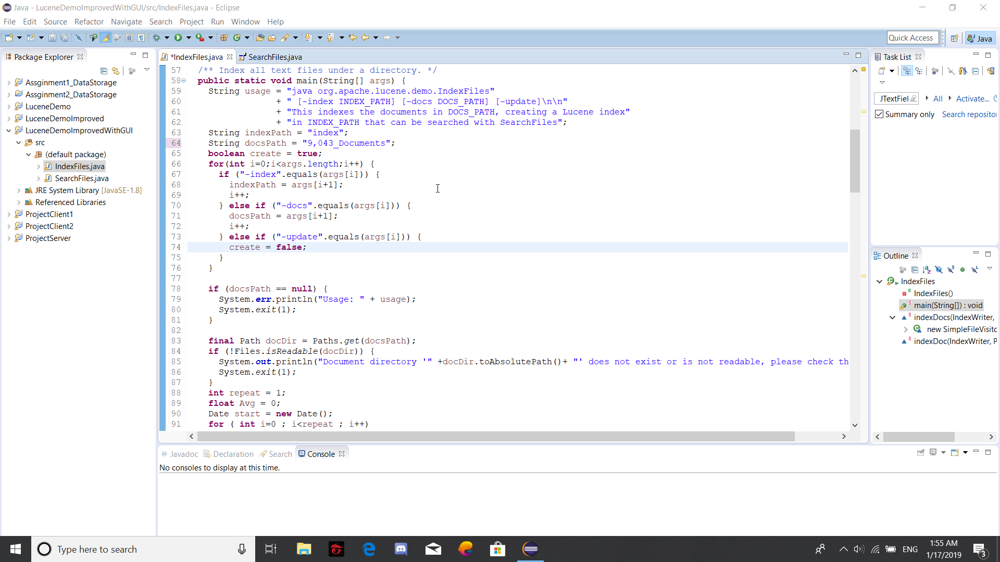 Java - LuceneDemoImprovedWithGUI/src/IndexFiles.java - Eclipse
File Edit Source Refactor Navigate Search Project Run Window Help
Quick Access
Java
Package Explorer
Assginment1_DataStorage
Assginment2_DataStorage
LuceneDemo
LuceneDemoImproved
LuceneDemoImprovedWithGUI
src
(default package)
IndexFiles.java
SearchFiles.java
JRE System Library [JavaSE-1.8]
Referenced Libraries
ProjectClient1
ProjectClient2
ProjectServer
*IndexFiles.java
SearchFiles.java
57 /** Index all text files under a directory. */
58 public static void main(String[] args) {
59 String usage = "java org.apache.lucene.demo.IndexFiles"
60 + " [-index INDEX_PATH] [-docs DOCS_PATH] [-update]\n\n"
61 + "This indexes the documents in DOCS_PATH, creating a Lucene index"
62 + "in INDEX_PATH that can be searched with SearchFiles";
63 String indexPath = "index";
64 String docsPath = "9,043_Documents";
65 boolean create = true;
66 for(int i=0;i<args.length;i++) {
67 if ("-index".equals(args[i])) {
68 indexPath = args[i+1];
69 i++;
70 } else if ("-docs".equals(args[i])) {
71 docsPath = args[i+1];
72 i++;
73 } else if ("-update".equals(args[i])) {
74 create = false;
75 }
76 }
77
78 if (docsPath == null) {
79 System.err.println("Usage: " + usage);
80 System.exit(1);
81 }
82
83 final Path docDir = Paths.get(docsPath);
84 if (!Files.isReadable(docDir)) {
85 System.out.println("Document directory '" +docDir.toAbsolutePath()+ "' does not exist or is not readable, please check th
86 System.exit(1);
87 }
88 int repeat = 1;
89 float Avg = 0;
90 Date start = new Date();
91 for ( int i=0 ; i<repeat ; i++)
Task List
JTextFiel
All
Activate...
Summary only
Search repositor
Outline
IndexFiles
IndexFiles()
main(String[]) : void
indexDocs(IndexWriter,
new SimpleFileVisito
indexDoc(IndexWriter, P
Javadoc
Declaration
Search
Console
No consoles to display at this time.
Type here to search
ENG
1:55 AM
1/17/2019
3